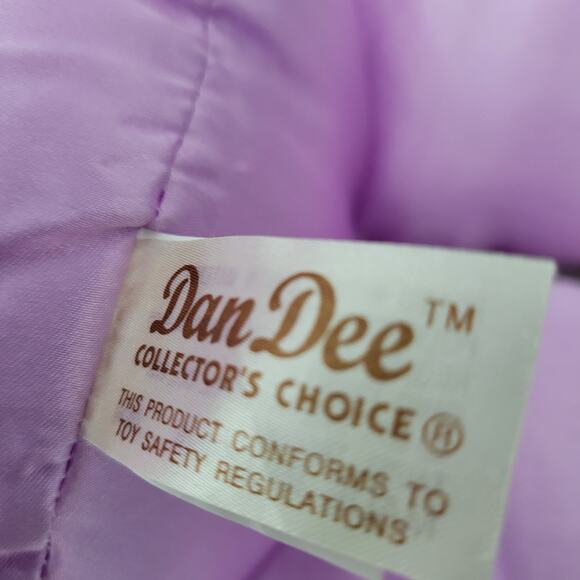 Dan Dee™
COLLECTOR'S CHOICE®
THIS PRODUCT CONFORMS TO
TOY SAFETY REGULATIONS